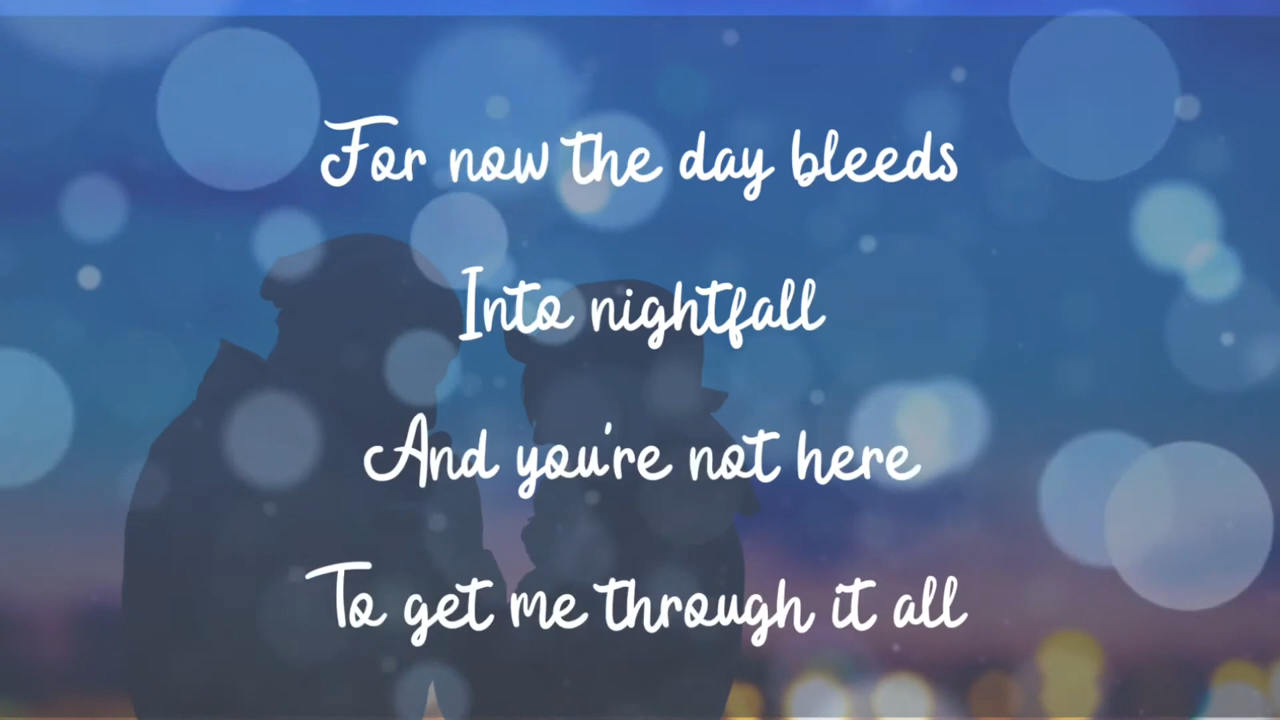 For now the day bleeds
Into nightfall
And you're not here
To get me through it all